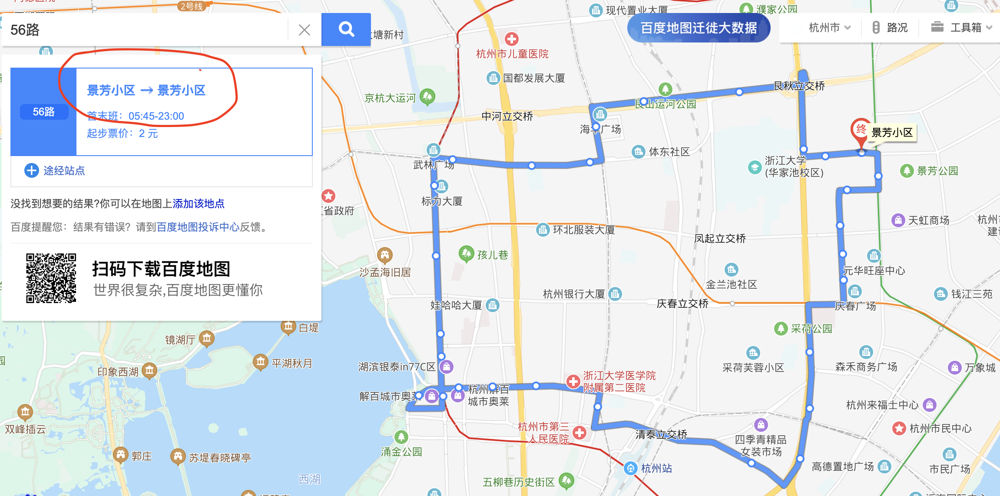 2号线
56路
百度地图迁徙大数据
杭州市
路况
工具箱
景芳小区 → 景芳小区
56路
首末班：05:45-23:00
起步票价：2 元
途经站点
没找到想要的结果?你可以在地图上添加该地点
百度提醒您：结果有错误？请到百度地图投诉中心反馈。
扫码下载百度地图
世界很复杂,百度地图更懂你
现代置业大厦
濮家公园
塘新村
杭州市儿童医院
国都发展大厦
京杭大运河
中河立交桥
艮山运河公园
艮秋立交桥
海华广场
终
景芳小区
体东社区
武林广场
浙江大学
(华家池校区)
景芳公园
标力大厦
省政府
天虹商场
杭州
环北服装大厦
凤起立交桥
孩儿巷
沙孟海旧居
元华旺座中心
金兰池社区
杭州银行大厦
娃哈哈大厦
庆春立交桥
庆春广场
钱江三苑
白堤
镜湖厅
采荷公园
平湖秋月
印象西湖
湖滨银泰in77C区
采荷芙蓉小区
森禾商务广场
万象城
浙江大学医学院
附属第二医院
解百城市奥莱
杭州解百
城市奥莱
杭州来福士中心
双峰插云
杭州市第三
人民医院
清泰立交桥
四季青精品
女装市场
杭州市民中心
涌金公园
郭庄
苏堤春晓碑亭
杭州站
高德置地广场
市民广场
西湖
五柳巷历史街区